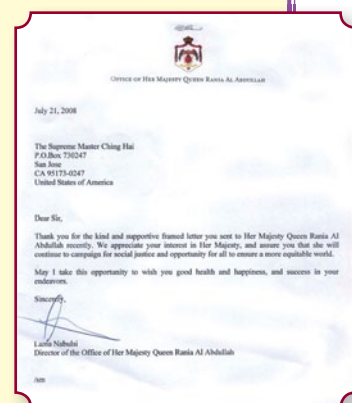 OFFICE OF HER MAJESTY QUEEN RANIA AL ABDULLAH
July 21, 2008
The Supreme Master Ching Hai
P.O.Box 730247
San Jose
CA 95173-0247
United States of America
Dear Sir,
Thank you for the kind and supportive framed letter you sent to Her Majesty Queen Rania Al
Abdullah recently. We appreciate your interest in Her Majesty, and assure you that she will
continue to campaign for social justice and opportunity for all to ensure a more equitable world.
May I take this opportunity to wish you good health and happiness, and success in your
endeavors.
Sincerely,
Lamia Nabulsi
Director of the Office of Her Majesty Queen Rania Al Abdullah